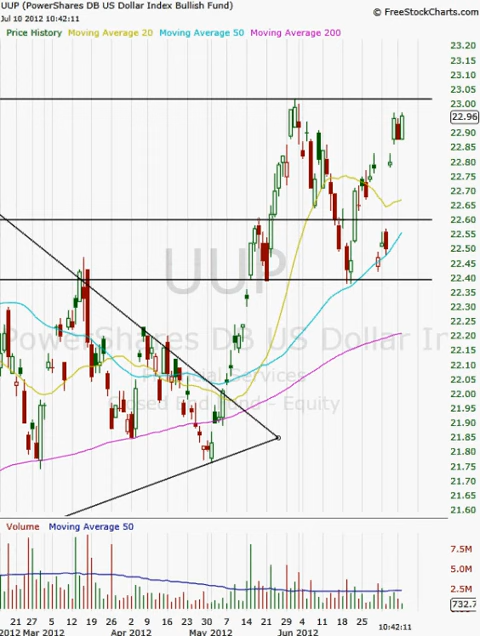 UUP (PowerShares DB US Dollar Index Bullish Fund)
Jul 10 2012 10:42:11
© FreeStockCharts.com
Price History Moving Average 20 Moving Average 50 Moving Average 200
23.20
23.15
23.10
23.05
23.00
22.96
22.90
22.85
22.80
22.75
22.70
22.65
22.60
22.55
22.50
22.45
22.40
22.35
22.30
22.25
22.20
22.15
22.10
22.05
22.00
21.95
21.90
21.85
21.80
21.75
21.70
21.65
21.60
UUP
PowerShares DB US Dollar In
Services
Fund - Equity
Volume Moving Average 50
7.5M
5.0M
2.5M
732.7
21 27 5 12 19 26 9 16 23 7 14 21 29 11 18 25
2012 Mar 2012 Apr 2012 May 2012 Jun 2012
10:42:11